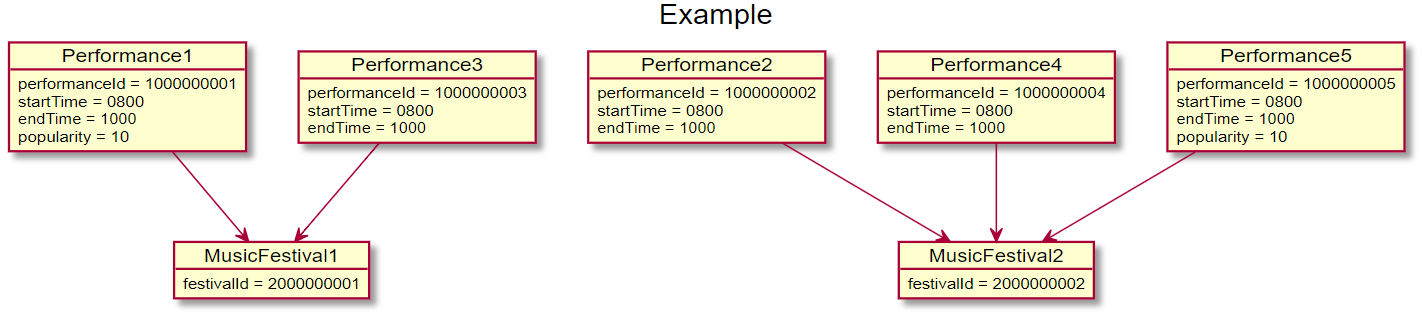 Example
Performance1
performanceId = 1000000001
startTime = 0800
endTime = 1000
popularity = 10
Performance3
performanceId = 1000000003
startTime = 0800
endTime = 1000
Performance2
performanceId = 1000000002
startTime = 0800
endTime = 1000
Performance4
performanceId = 1000000004
startTime = 0800
endTime = 1000
Performance5
performanceId = 1000000005
startTime = 0800
endTime = 1000
popularity = 10
MusicFestival1
festivalId = 2000000001
MusicFestival2
festivalId = 2000000002